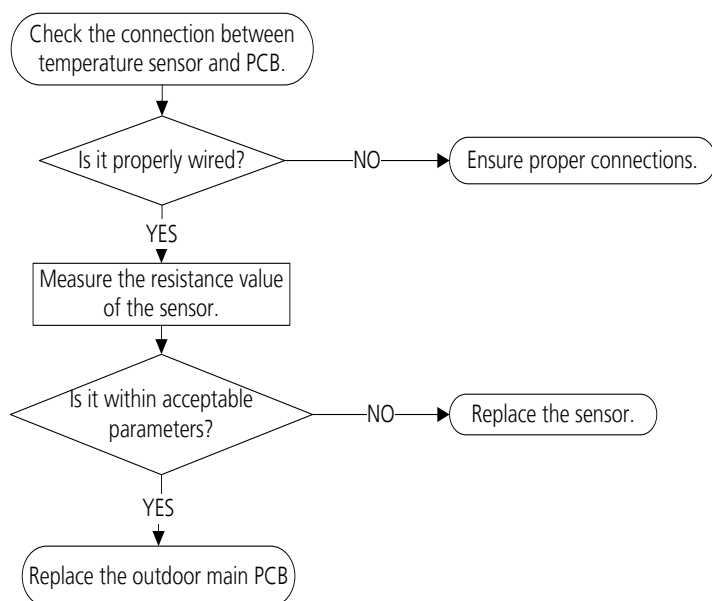 Check the connection between
temperature sensor and PCB.
Is it properly wired?
NO
Ensure proper connections.
YES
Measure the resistance value
of the sensor.
Is it within acceptable
parameters?
NO
Replace the sensor.
YES
Replace the outdoor main PCB